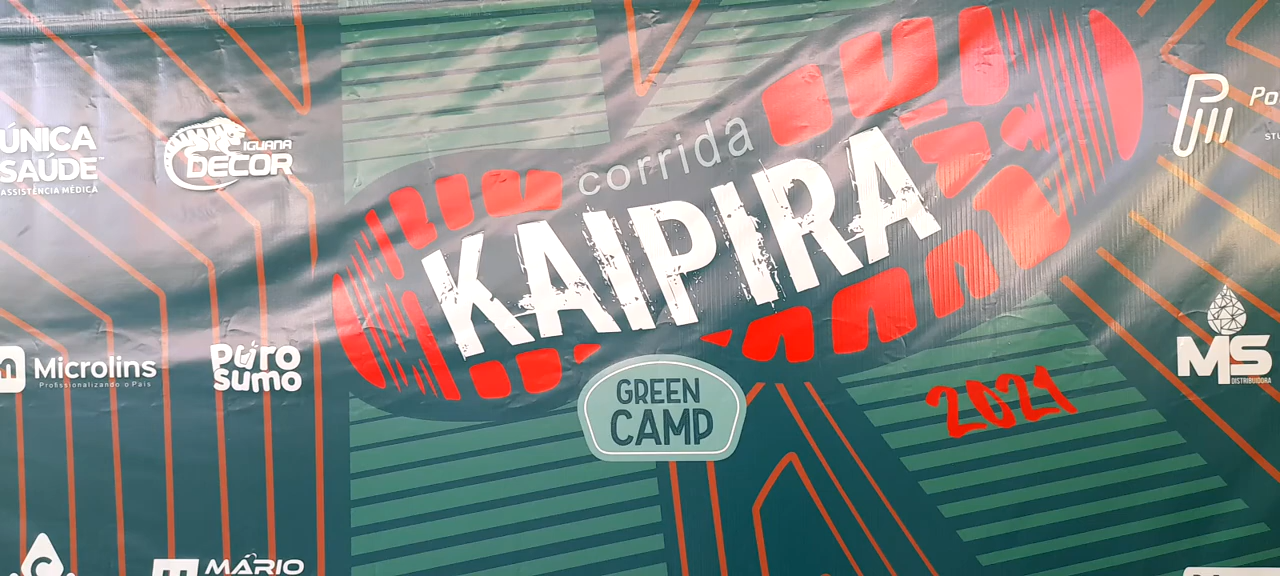 corrida
KAIPIRA
GREEN
CAMP
2021
ÚNICA
SAÚDE
ASSISTÊNCIA MÉDICA
IGUANA
DECOR
Microlins
Profissionalizando o País
Puro
sumo
MÁRIO
MS
DISTRIBUIDORA